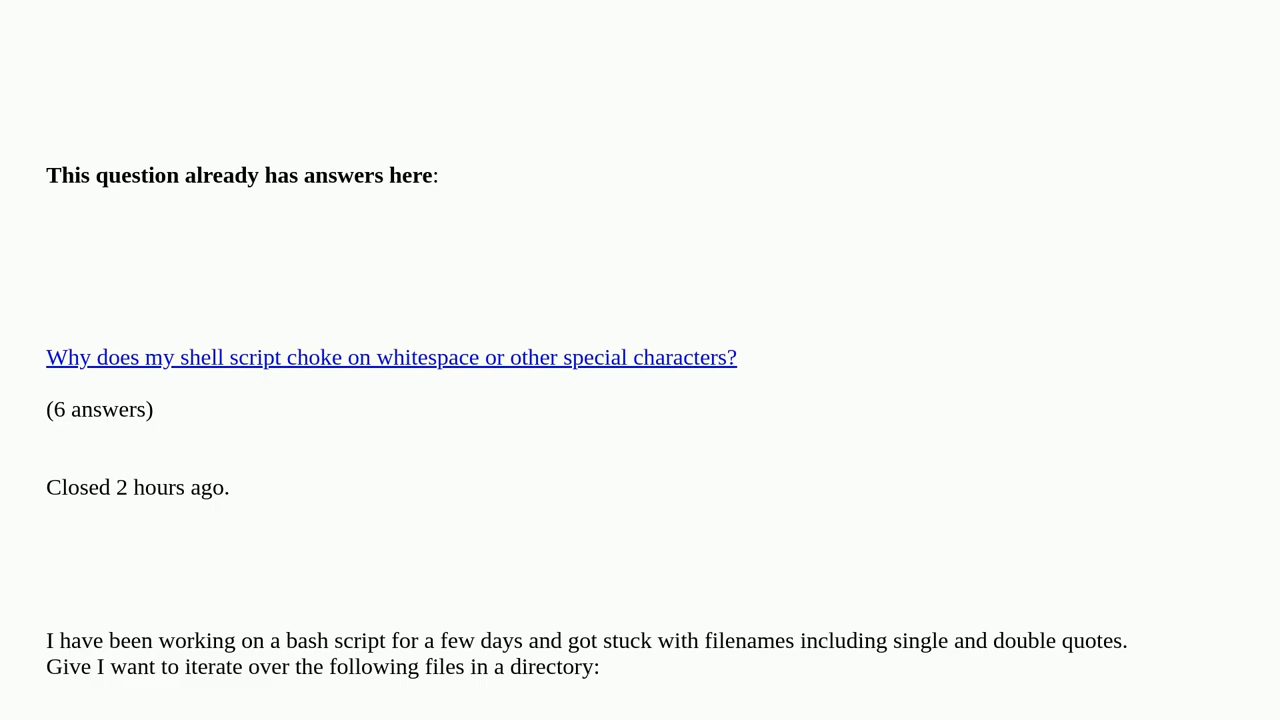 This question already has answers here:
Why does my shell script choke on whitespace or other special characters?
(6 answers)
Closed 2 hours ago.
I have been working on a bash script for a few days and got stuck with filenames including single and double quotes.
Give I want to iterate over the following files in a directory: